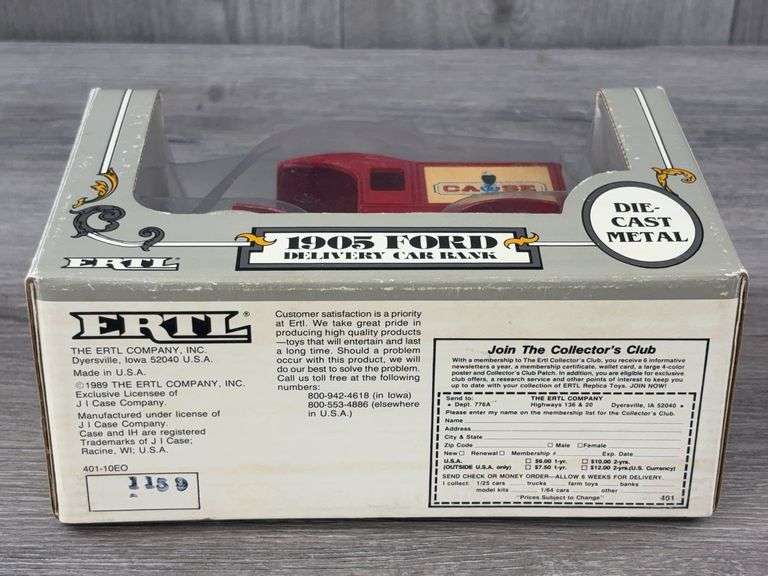 CASE
DIE-
CAST
METAL
1905 FORD
DELIVERY CAR BANK
ERTL
ERTL®
THE ERTL COMPANY, INC.
Dyersville, Iowa 52040 U.S.A.
Made in U.S.A.
©1989 THE ERTL COMPANY, INC.
Exclusive Licensee of
J I Case Company.
Manufactured under license of
J I Case Company.
Case and IH are registered
Trademarks of J I Case;
Racine, WI; U.S.A.
401-10EO
1159
Customer satisfaction is a priority
at Ertl. We take great pride in
producing high quality products
—toys that will entertain and last
a long time. Should a problem
occur with this product, we will
do our best to solve the problem.
Call us toll free at the following
numbers:
800-942-4618 (in Iowa)
800-553-4886 (elsewhere
in U.S.A.)
Join The Collector's Club
With a membership to The Ertl Collector's Club, you receive 6 informative
newsletters a year, a membership certificate, wallet card, a large 4-color
poster and Collector's Club Patch. In addition, you are eligible for exclusive
club offers, a research service and other points of interest to keep you
up to date with your collection of ERTL Replica Toys. JOIN NOW!
Send to: THE ERTL COMPANY
Dept. 776A Highways 136 & 20 Dyersville, IA 52040
Please enter my name on the membership list for the Collector's Club.
Name
Address
City & State
Zip Code □ Male □ Female
New □ Renewal □ Membership # Exp. Date
U.S.A. □ $6.00 1-yr. □ $10.00 2-yrs.
(OUTSIDE U.S.A. only) □ $7.50 1-yr. □ $12.00 2-yrs.(U.S. Currency)
SEND CHECK OR MONEY ORDER—ALLOW 6 WEEKS FOR DELIVERY
I collect: 1/25 cars trucks farm toys banks
model kits 1/64 cars other
"Prices Subject to Change" 401